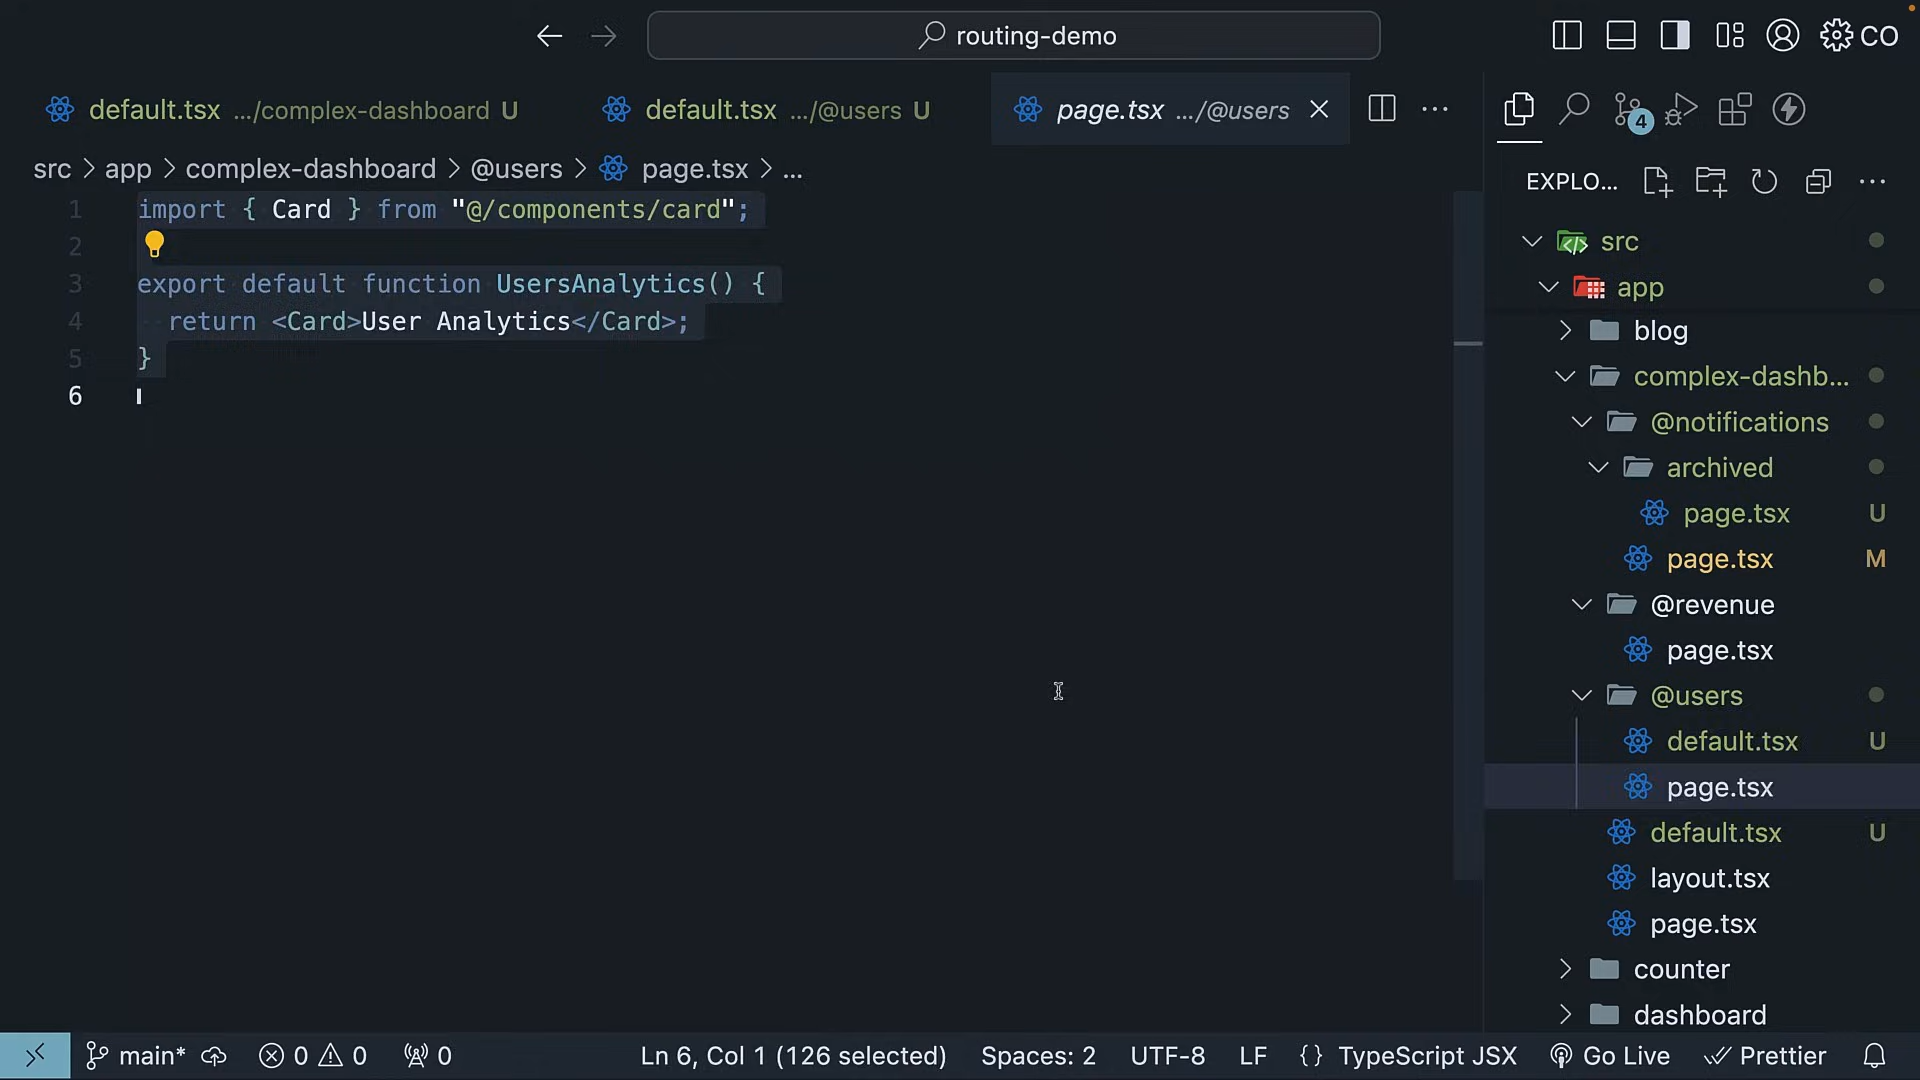 routing-demo
CO
default.tsx .../complex-dashboard U
default.tsx .../@users U
page.tsx .../@users
4
src > app > complex-dashboard > @users > page.tsx > ...
EXPLO...
1 import { Card } from "@/components/card";
2
3 export default function UsersAnalytics() {
4 return <Card>User Analytics</Card>;
5 }
6
src
app
blog
complex-dashb...
@notifications
archived
page.tsx U
page.tsx M
@revenue
page.tsx
@users
default.tsx U
page.tsx
default.tsx U
layout.tsx
page.tsx
counter
dashboard
main* 0 0 0 Ln 6, Col 1 (126 selected) Spaces: 2 UTF-8 LF {} TypeScript JSX Go Live Prettier